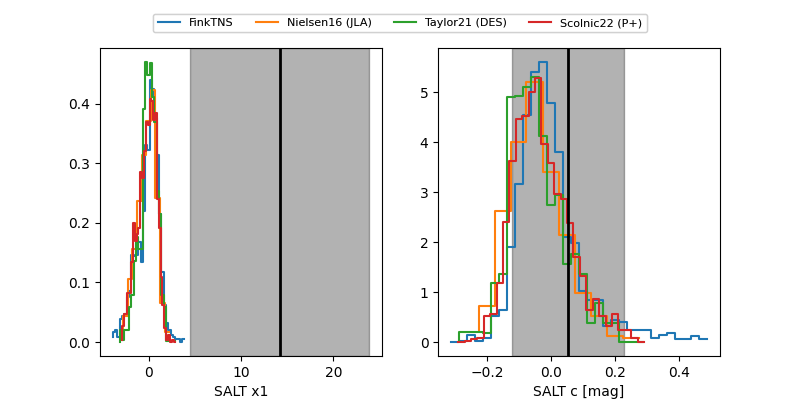 FinkTNS Nielsen16 (JLA) Taylor21 (DES) Scolnic22 (P+)
0.4
0.3
0.2
0.1
0.0
0 10 20
SALT x1
5
4
3
2
1
0
−0.2 0.0 0.2 0.4
SALT c [mag]